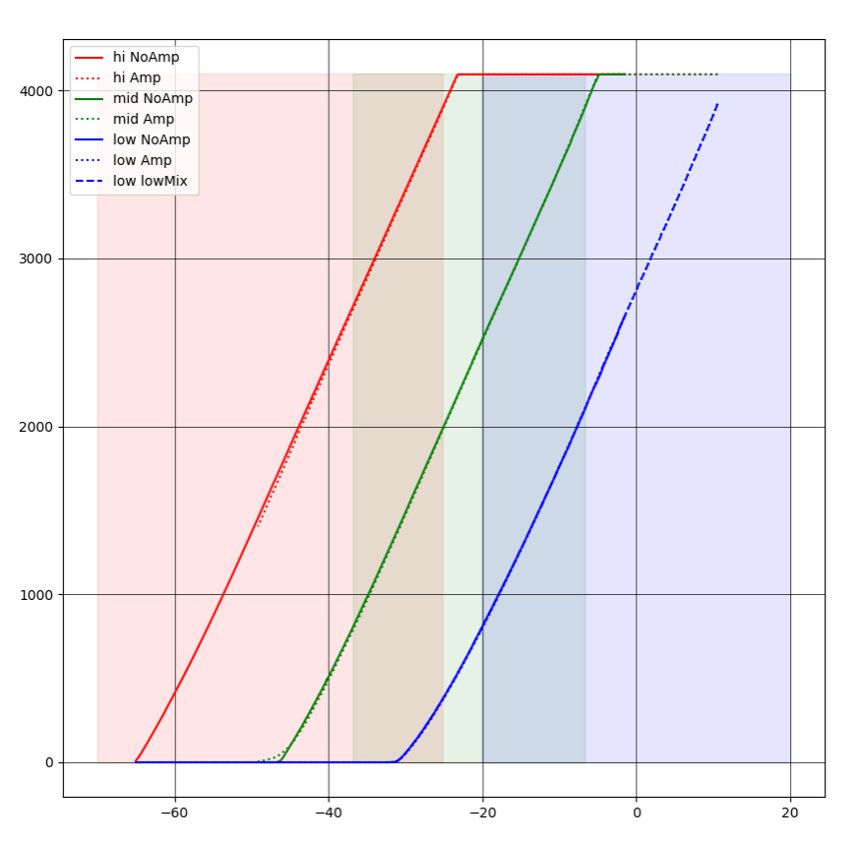 hi NoAmp
hi Amp
mid NoAmp
mid Amp
low NoAmp
low Amp
low lowMix
4000
3000
2000
1000
0
−60
−40
−20
0
20